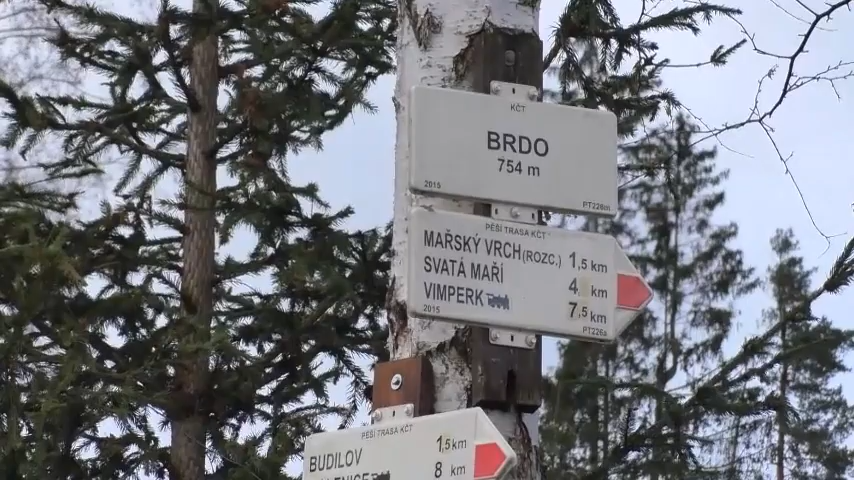 KČT
BRDO
754 m
2015 PT226m
PĚŠÍ TRASA KČT
MAŘSKÝ VRCH (ROZC.) 1,5 km
SVATÁ MAŘÍ 4 km
VIMPERK 7,5 km
2015 PT226a
PĚŠÍ TRASA KČT
BUDILOV 1,5 km
8 km